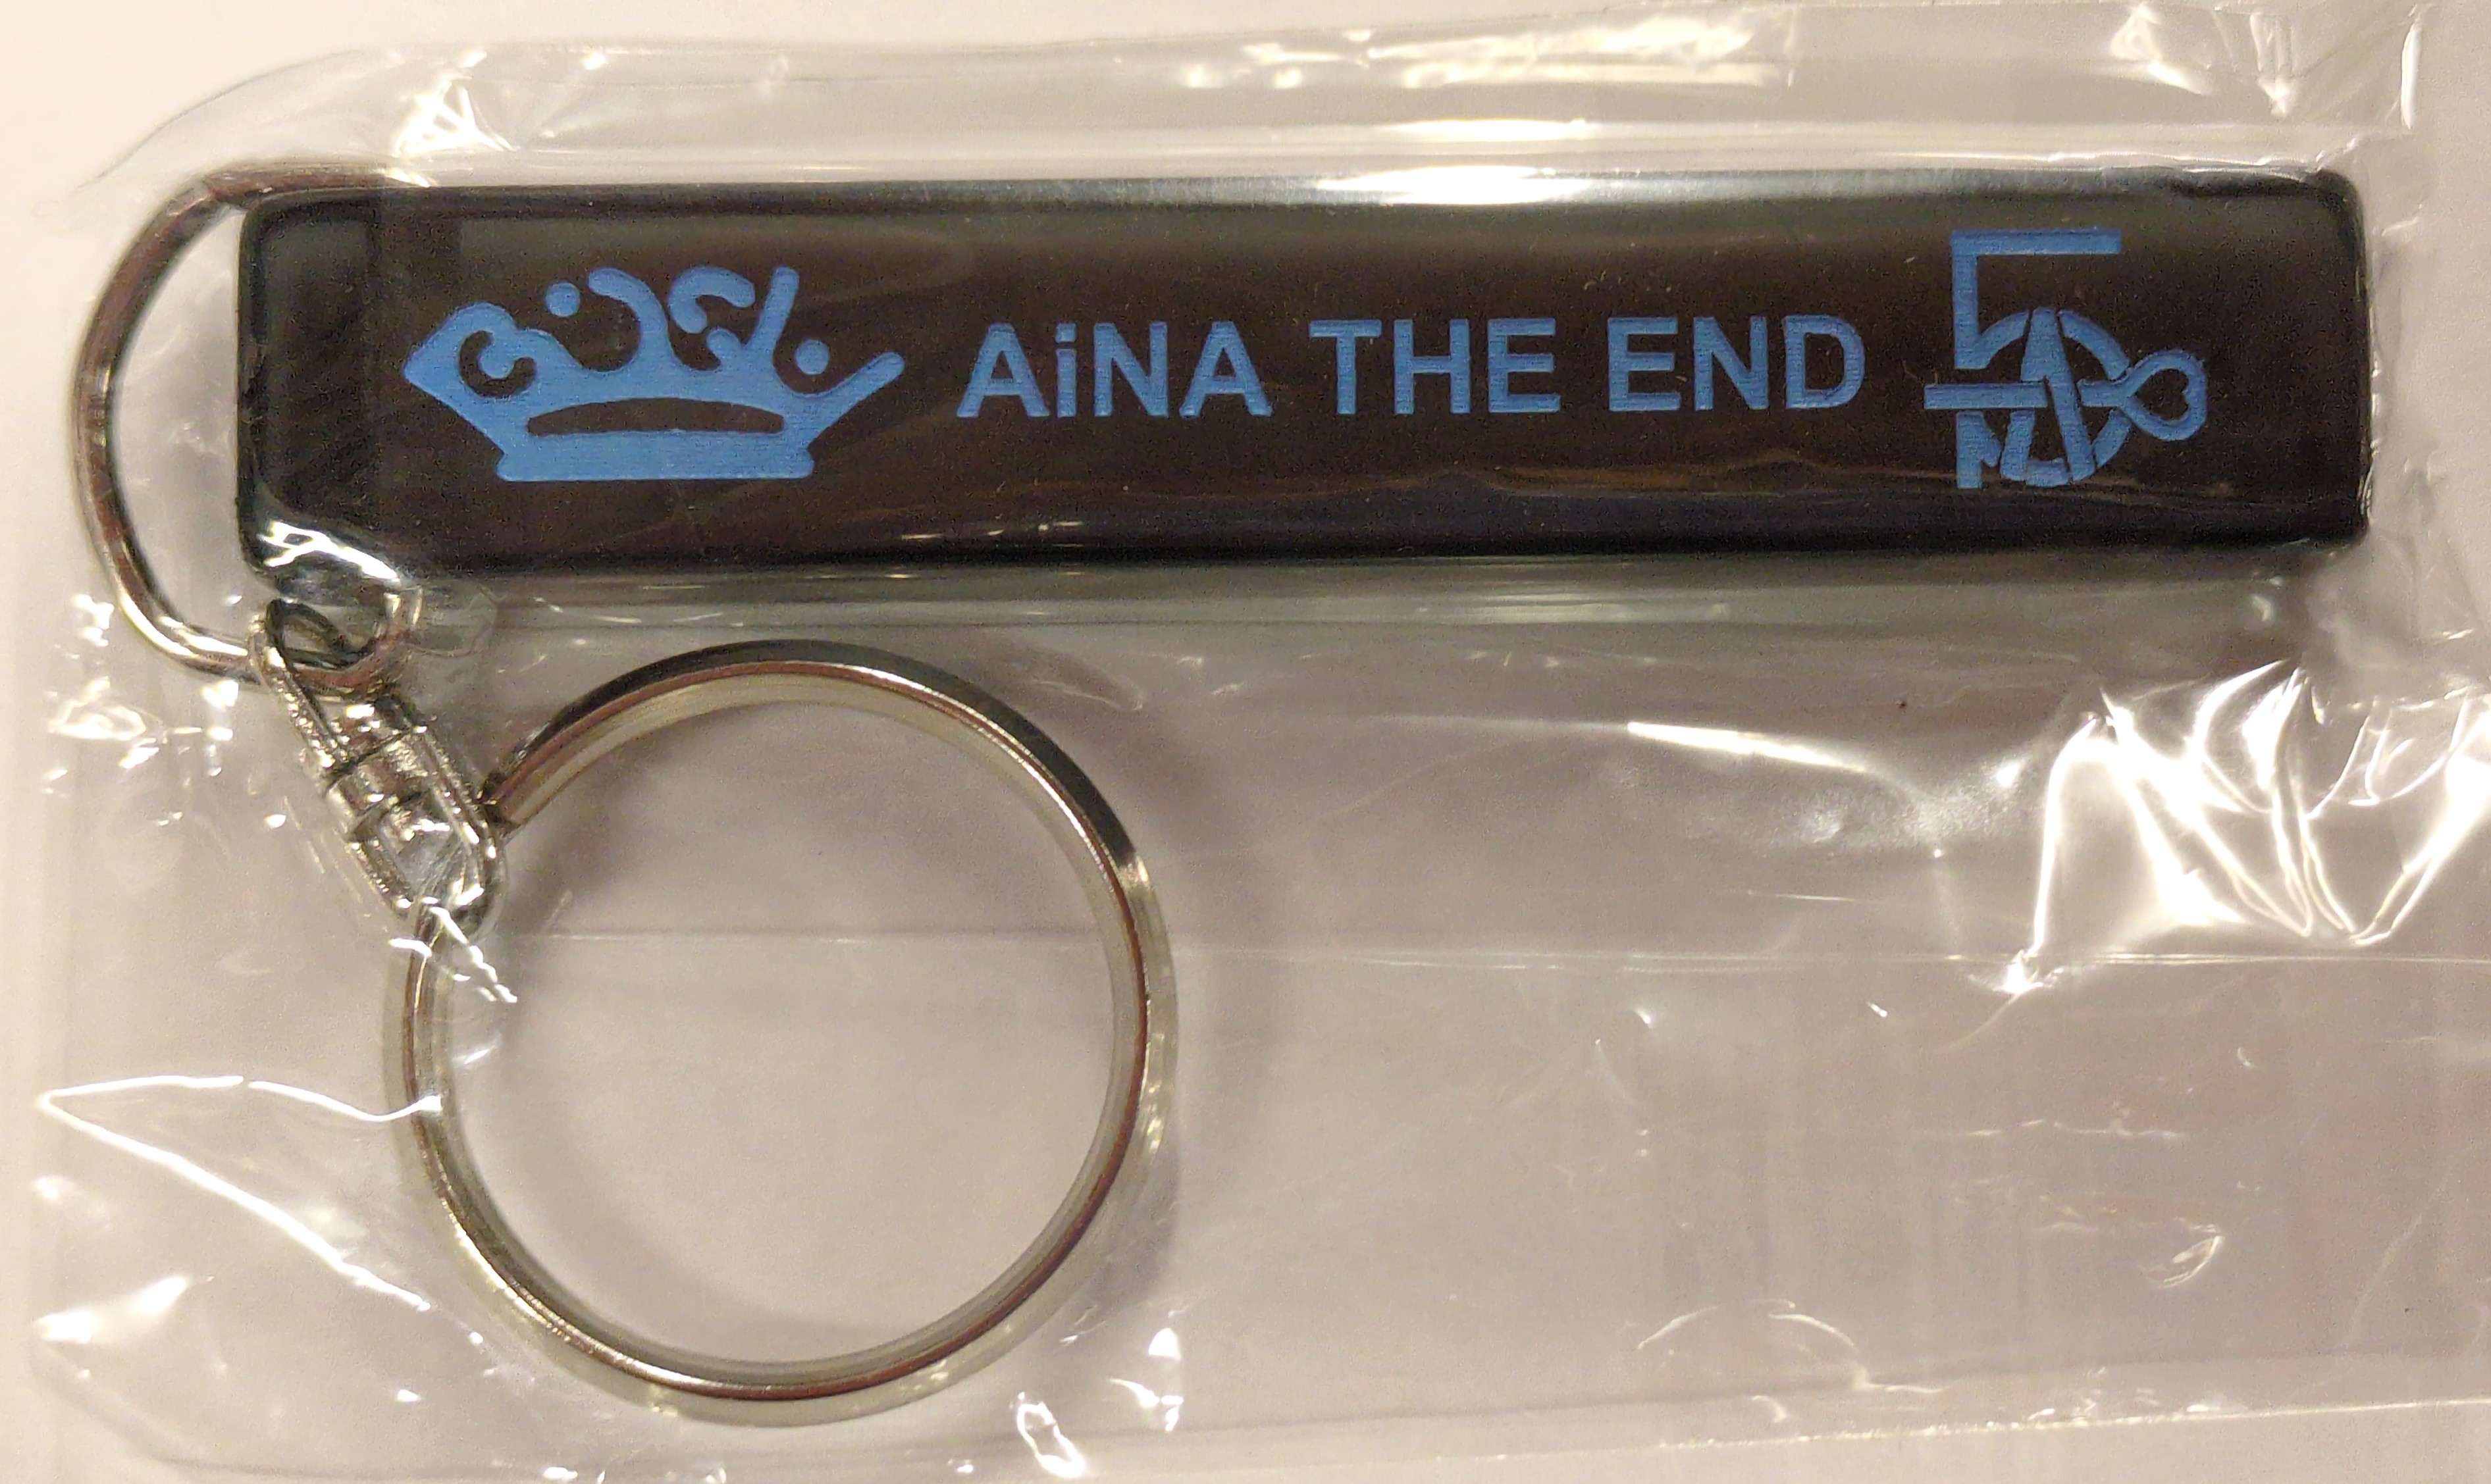 AiNA THE END